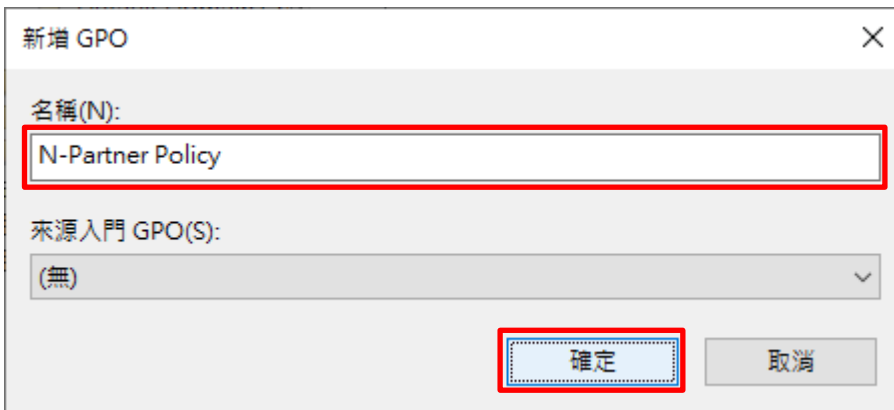 新增 GPO
名稱(N):
N-Partner Policy
來源入門 GPO(S):
(無)
確定 取消